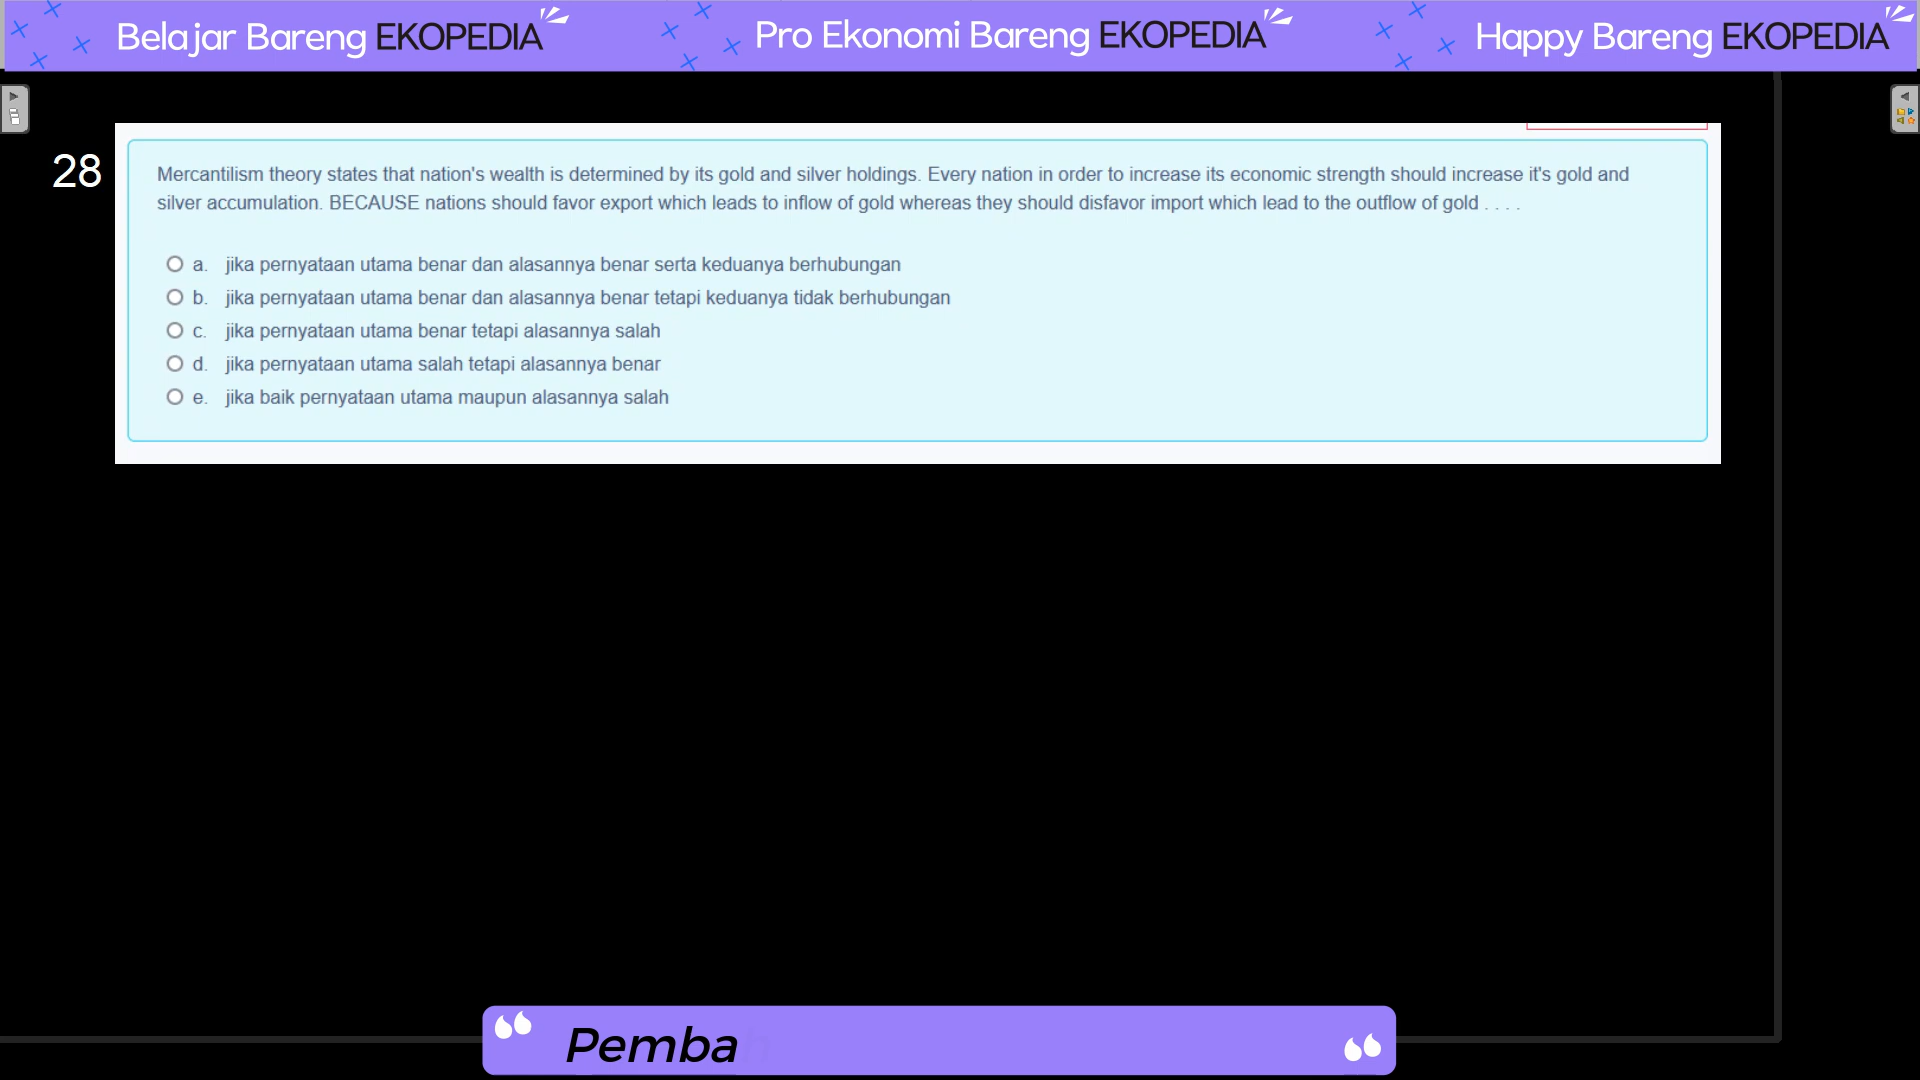 Belajar Bareng EKOPEDIA
Pro Ekonomi Bareng EKOPEDIA
Happy Bareng EKOPEDIA
28
Mercantilism theory states that nation's wealth is determined by its gold and silver holdings. Every nation in order to increase its economic strength should increase it's gold and
silver accumulation. BECAUSE nations should favor export which leads to inflow of gold whereas they should disfavor import which lead to the outflow of gold . . . .
a. jika pernyataan utama benar dan alasannya benar serta keduanya berhubungan
b. jika pernyataan utama benar dan alasannya benar tetapi keduanya tidak berhubungan
c. jika pernyataan utama benar tetapi alasannya salah
d. jika pernyataan utama salah tetapi alasannya benar
e. jika baik pernyataan utama maupun alasannya salah
Pemba